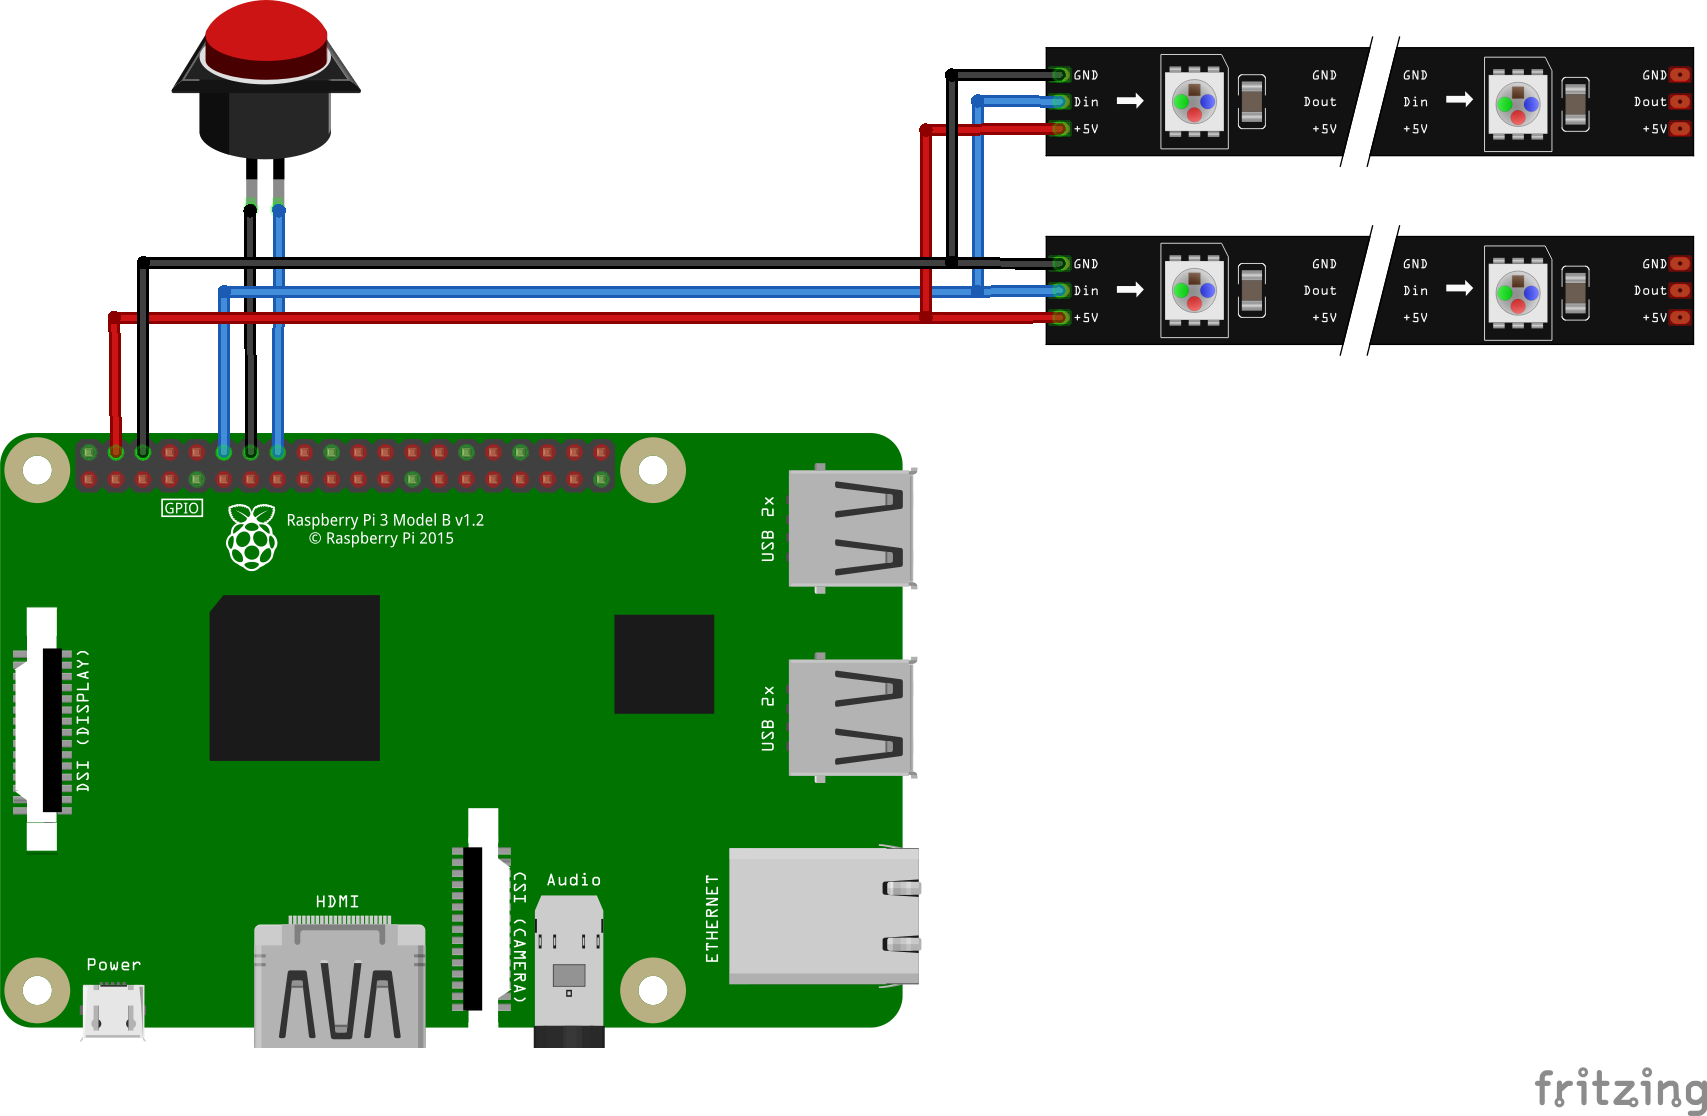 GND GND GND GND
Din Dout Din Dout
+5V +5V +5V +5V
GND GND GND GND
Din Dout Din Dout
+5V +5V +5V +5V
GPIO
Raspberry Pi 3 Model B v1.2
© Raspberry Pi 2015
USB 2x
DSI (DISPLAY)
USB 2x
HDMI
CSI (CAMERA)
Audio
ETHERNET
Power
fritzing